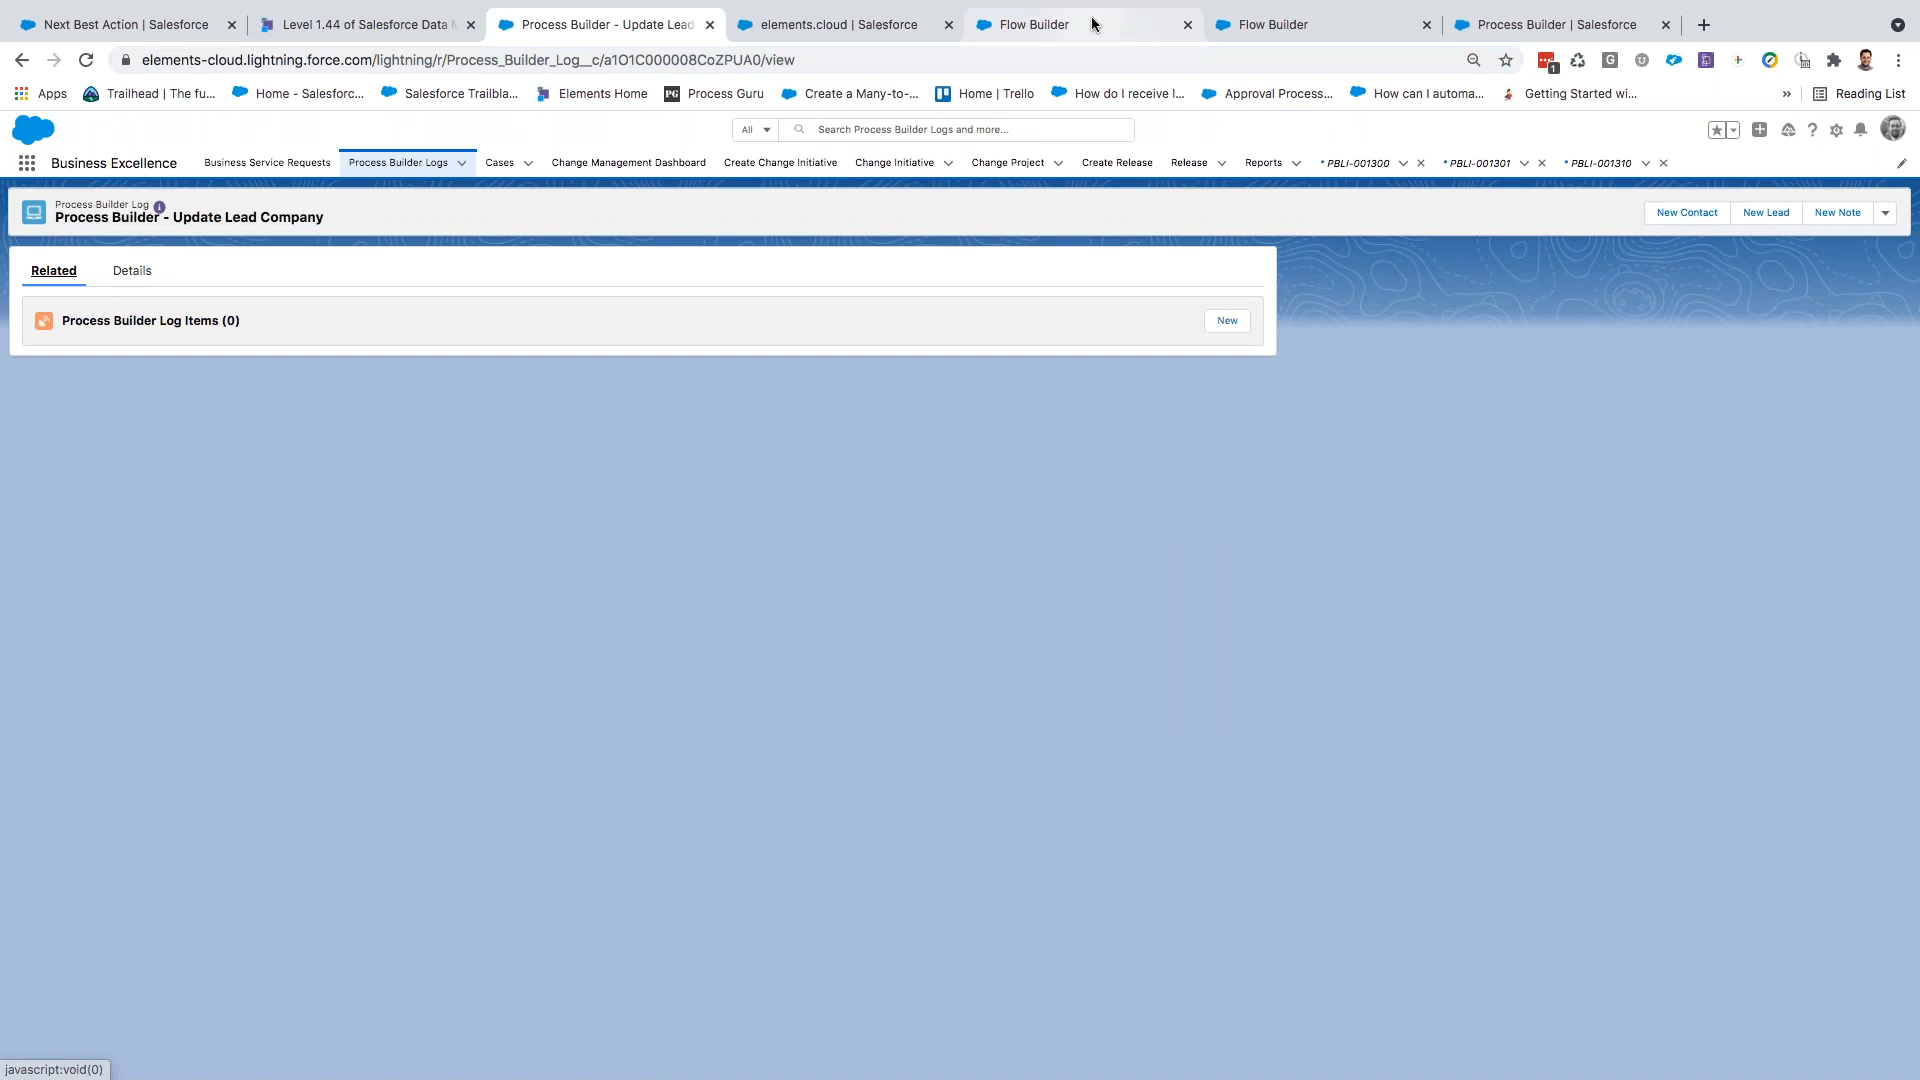 Next Best Action | Salesforce
Level 1.44 of Salesforce Data
Process Builder - Update Lead
elements.cloud | Salesforce
Flow Builder
Flow Builder
Process Builder | Salesforce
elements-cloud.lightning.force.com/lightning/r/Process_Builder_Log__c/a1O1C000008CoZPUA0/view
1
Apps
Trailhead | The fu...
Home - Salesforc...
Salesforce Trailbla...
Elements Home
PG
Process Guru
Create a Many-to-...
Home | Trello
How do I receive I...
Approval Process...
How can I automa...
Getting Started wi...
»
Reading List
All
Search Process Builder Logs and more...
Business Excellence
Business Service Requests
Process Builder Logs
Cases
Change Management Dashboard
Create Change Initiative
Change Initiative
Change Project
Create Release
Release
Reports
* PBLI-001300
* PBLI-001301
* PBLI-001310
Process Builder Log
Process Builder - Update Lead Company
New Contact
New Lead
New Note
Related
Details
Process Builder Log Items (0)
New
javascript:void(0)